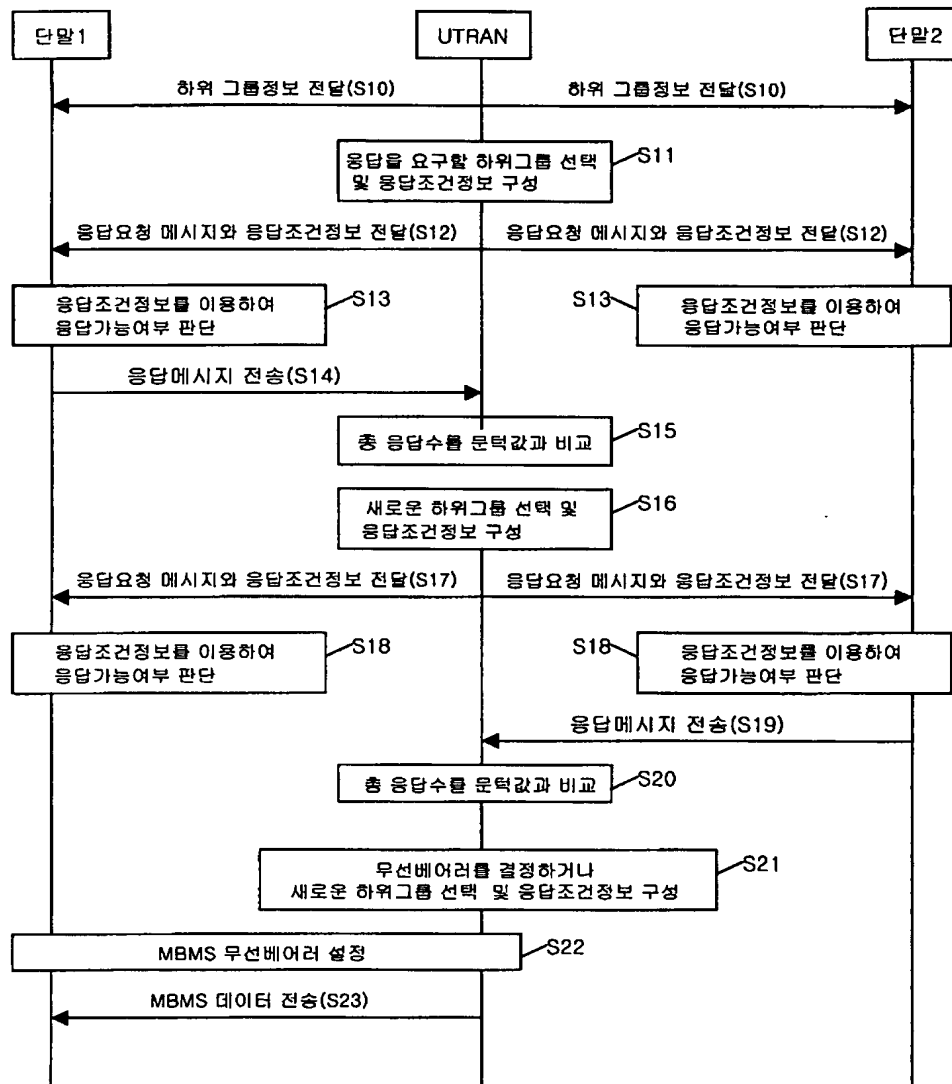 단말1
UTRAN
단말2
하위 그룹정보 전달(S10)
하위 그룹정보 전달(S10)
응답을 요구할 하위그룹 선택
및 응답조건정보 구성
S11
응답요청 메시지와 응답조건정보 전달(S12)
응답요청 메시지와 응답조건정보 전달(S12)
응답조건정보를 이용하여
응답가능여부 판단
S13
S13
응답조건정보를 이용하여
응답가능여부 판단
응답메시지 전송(S14)
총 응답수를 문턱값과 비교
S15
새로운 하위그룹 선택 및
응답조건정보 구성
S16
응답요청 메시지와 응답조건정보 전달(S17)
응답요청 메시지와 응답조건정보 전달(S17)
응답조건정보를 이용하여
응답가능여부 판단
S18
S18
응답조건정보를 이용하여
응답가능여부 판단
응답메시지 전송(S19)
총 응답수를 문턱값과 비교
S20
무선베어러를 결정하거나
새로운 하위그룹 선택 및 응답조건정보 구성
S21
MBMS 무선베어러 설정
S22
MBMS 데이터 전송(S23)